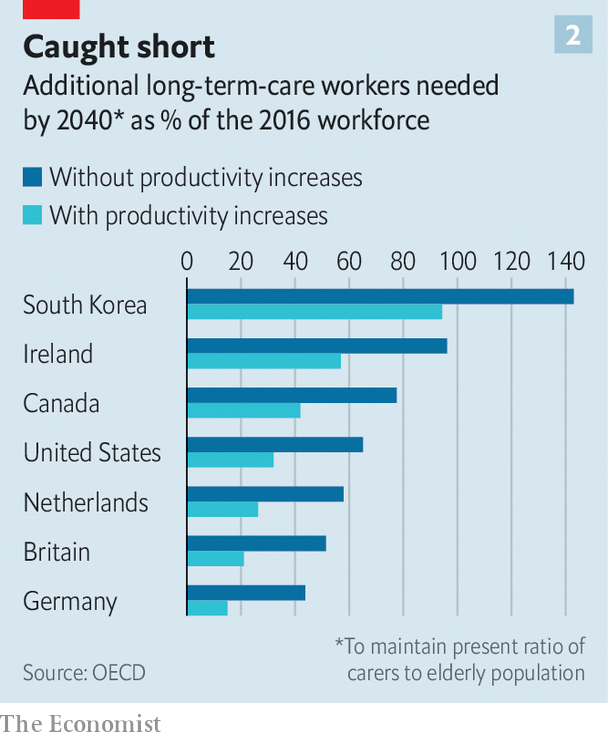 Caught short
2
Additional long-term-care workers needed
by 2040* as % of the 2016 workforce
Without productivity increases
With productivity increases
0 20 40 60 80 100 120 140
South Korea
Ireland
Canada
United States
Netherlands
Britain
Germany
*To maintain present ratio of
carers to elderly population
Source: OECD
The Economist